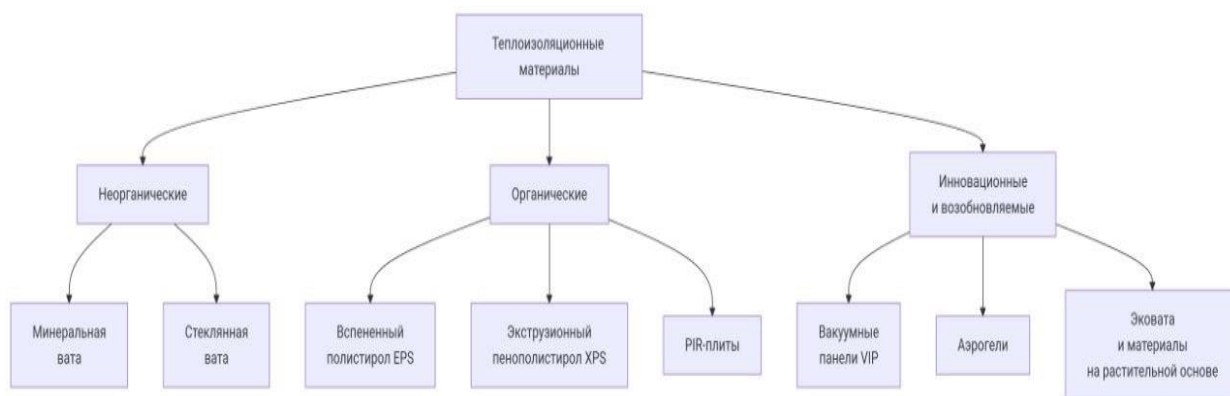 Теплоизоляционные
материалы
Неорганические
Органические
Инновационные
и возобновляемые
Минеральная
вата
Стеклянная
вата
Вспененный
полистирол EPS
Экструзионный
пенополистирол XPS
PIR-плиты
Вакуумные
панели VIP
Аэрогели
Эковата
и материалы
на растительной основе